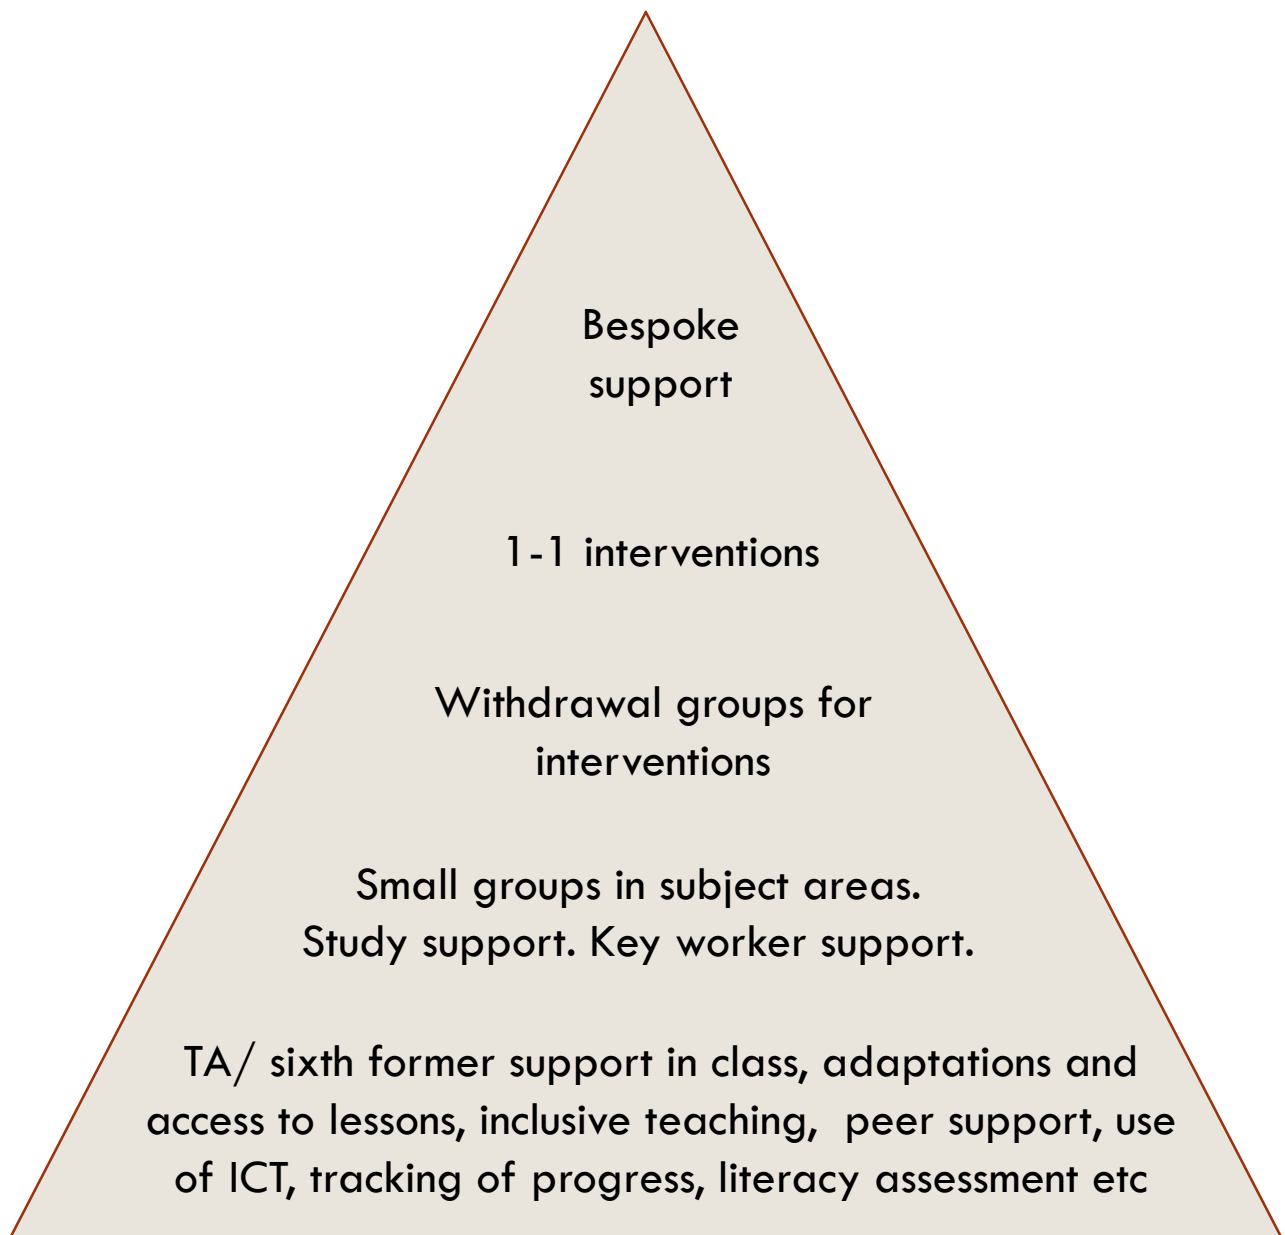 Bespoke
support
1-1 interventions
Withdrawal groups for
interventions
Small groups in subject areas.
Study support. Key worker support.
TA/ sixth former support in class, adaptations and
access to lessons, inclusive teaching,  peer support, use
of ICT, tracking of progress, literacy assessment etc